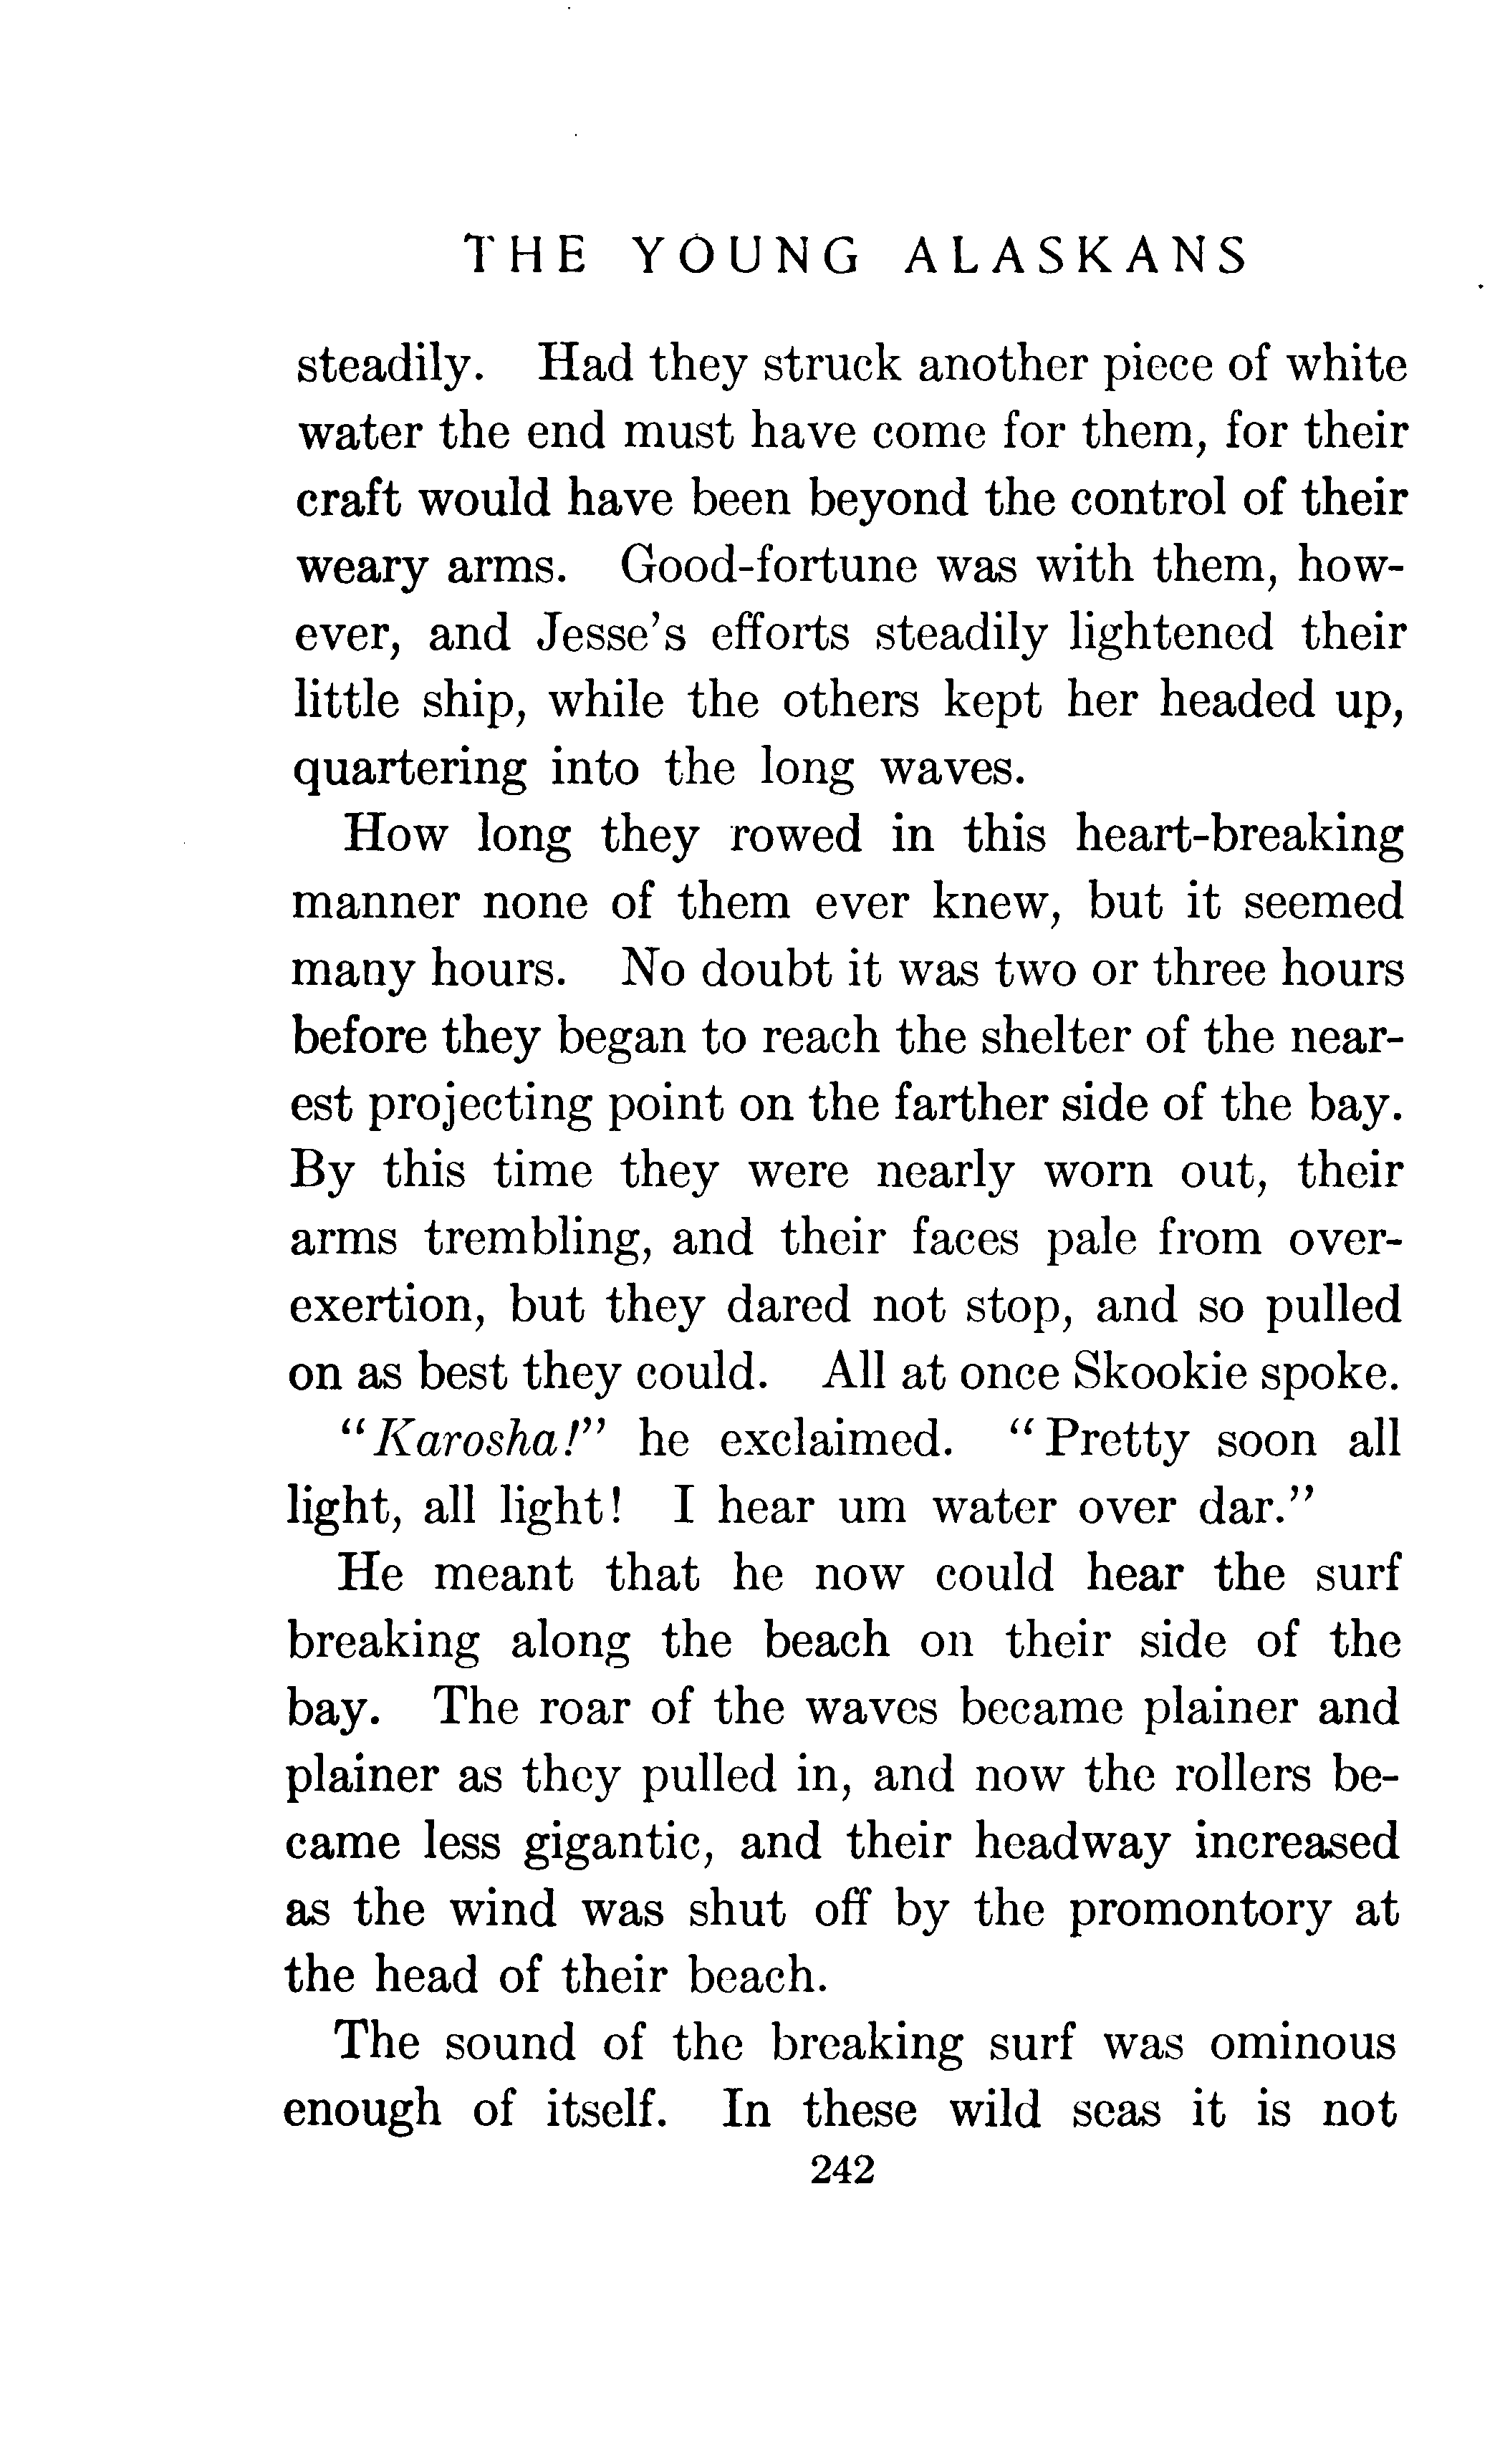 THE YOUNG ALASKANS
steadily. Had they struck another piece of white
water the end must have come for them, for their
craft would have been beyond the control of their
weary arms. Good-fortune was with them, how-
ever, and Jesse's efforts steadily lightened their
little ship, while the others kept her headed up,
quartering into the long waves.
How long they rowed in this heart-breaking
manner none of them ever knew, but it seemed
many hours. No doubt it was two or three hours
before they began to reach the shelter of the near-
est projecting point on the farther side of the bay.
By this time they were nearly worn out, their
arms trembling, and their faces pale from over-
exertion, but they dared not stop, and so pulled
on as best they could. All at once Skookie spoke.
"Karosha!" he exclaimed. "Pretty soon all
light, all light! I hear um water over dar."
He meant that he now could hear the surf
breaking along the beach on their side of the
bay. The roar of the waves became plainer and
plainer as they pulled in, and now the rollers be-
came less gigantic, and their headway increased
as the wind was shut off by the promontory at
the head of their beach.
The sound of the breaking surf was ominous
enough of itself. In these wild seas it is not
242